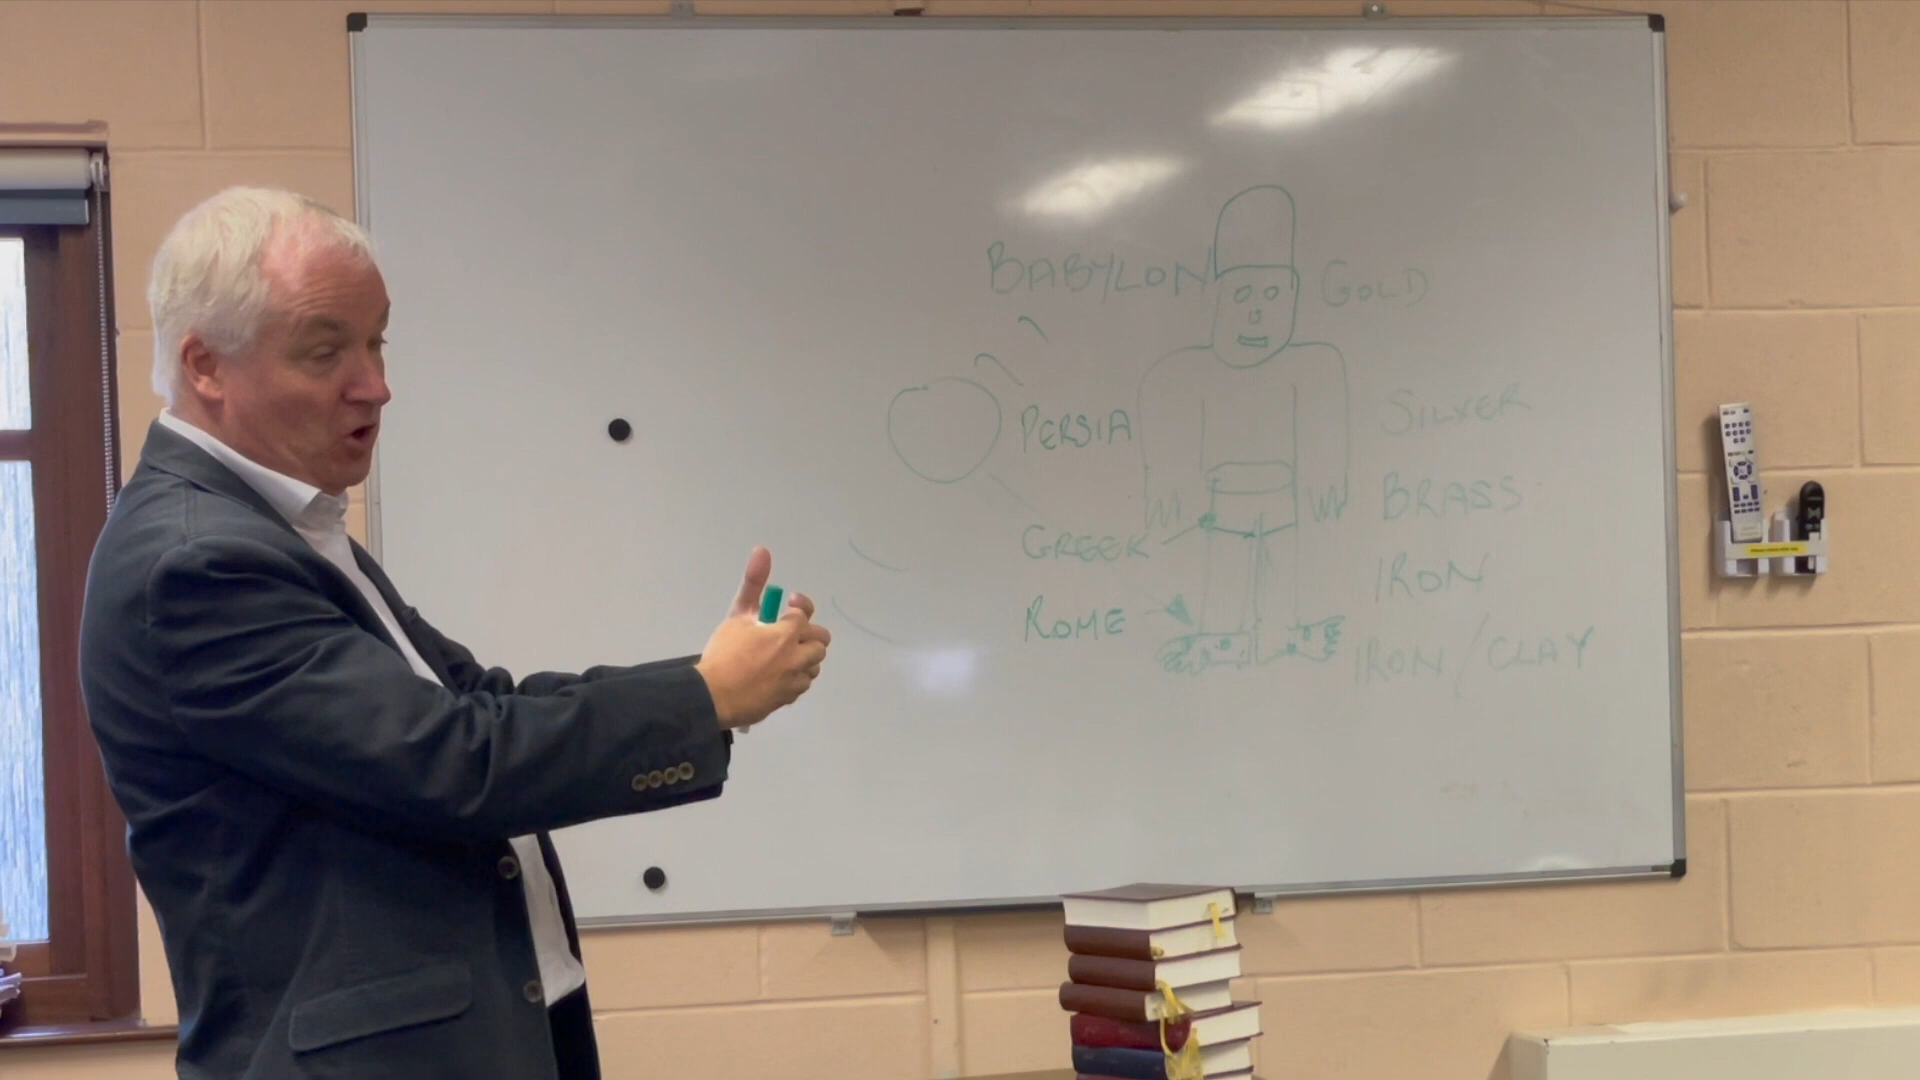 BABYLON GOLD
PERSIA SILVER
BRASS
GREEK
IRON
ROME
IRON / CLAY